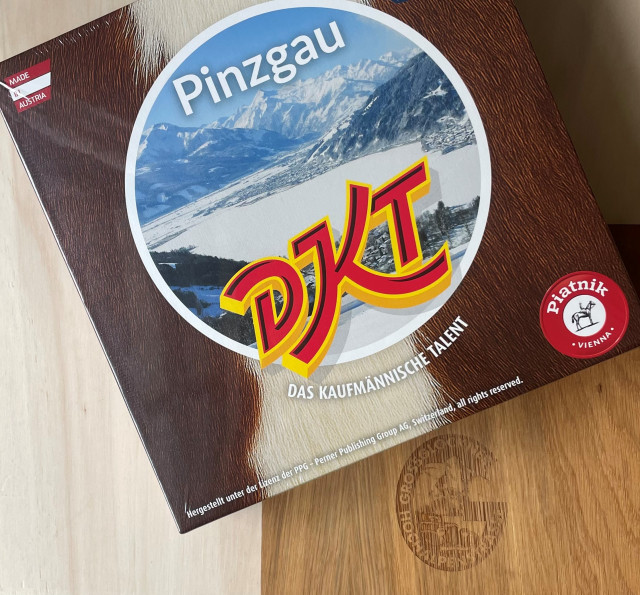 MADE
IN
AUSTRIA
Pinzgau
DKT
DAS KAUFMÄNNISCHE TALENT
Piatnik
• VIENNA •
Hergestellt unter der Lizenz der PPG - Perner Publishing Group AG, Switzerland, all rights reserved.